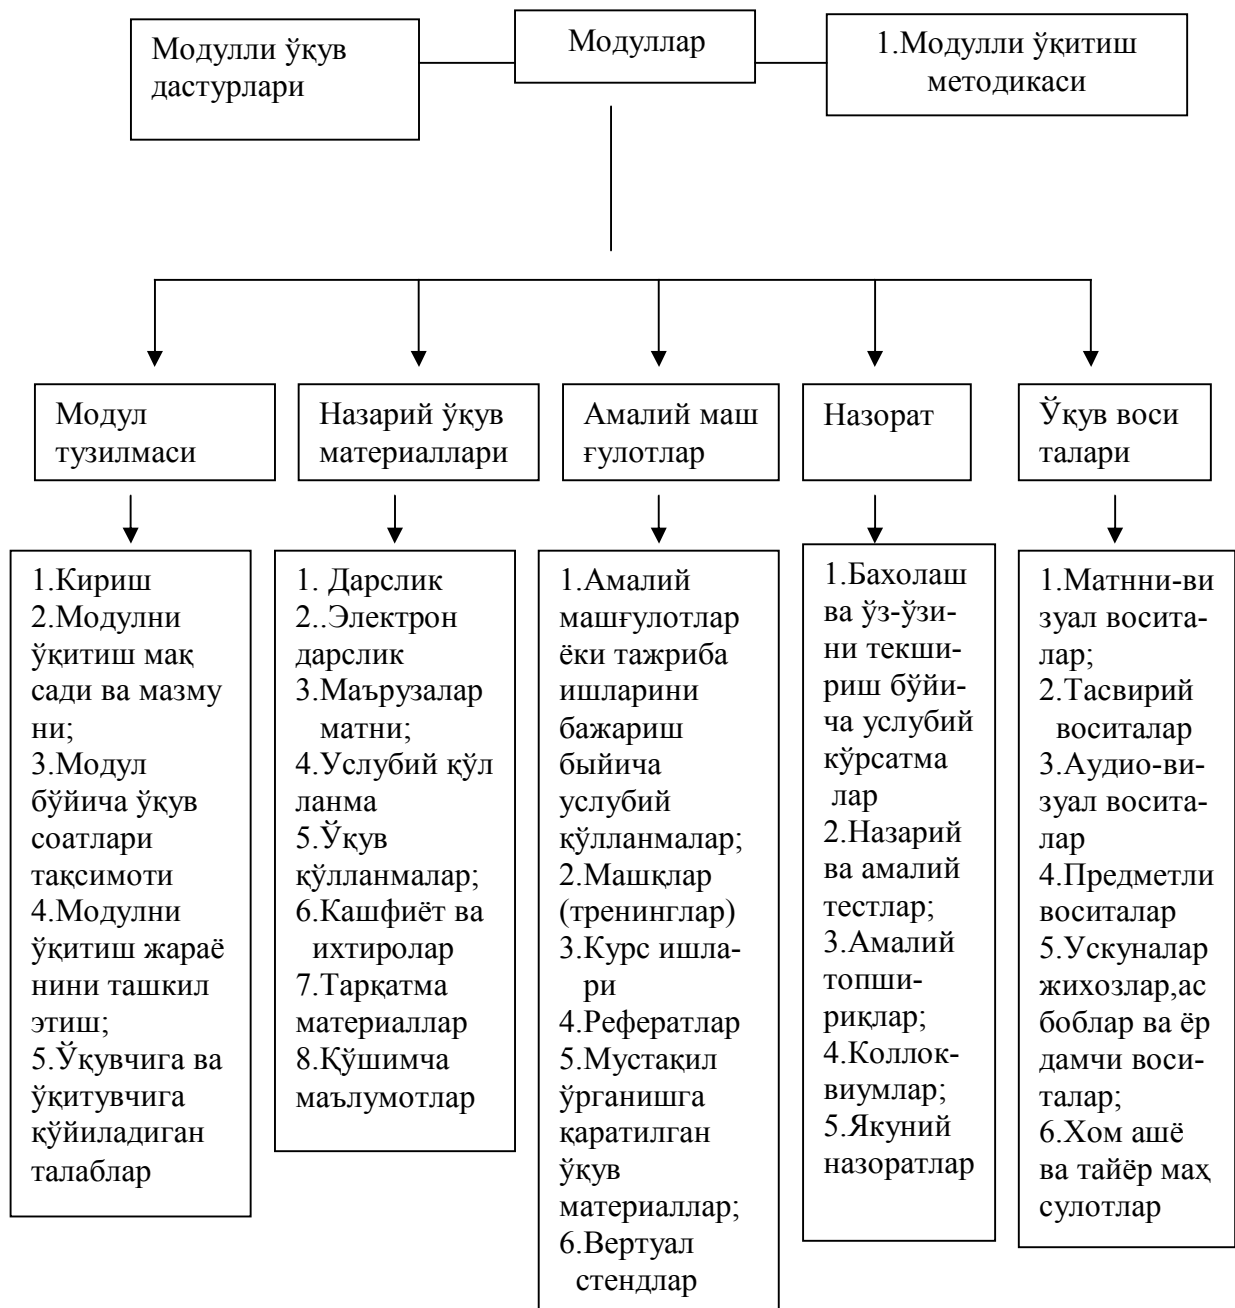 Модулли ўқув
дастурлари
Модуллар
1.Модулли ўқитиш
методикаси
Модул
тузилмаси
Назарий ўқув
материаллари
Амалий маш
ғулотлар
Назорат
Ўқув воси
талари
1.Кириш
2.Модулни
ўқитиш мақ
сади ва мазму
ни;
3.Модул
бўйича ўқув
соатлари
тақсимоти
4.Модулни
ўқитиш жараё
нини ташкил
этиш;
5.Ўқувчига ва
ўқитувчига
қўйиладиган
талаблар
1. Дарслик
2..Электрон
дарслик
3.Маърузалар
матни;
4.Услубий қўл
ланма
5.Ўқув
қўлланмалар;
6.Кашфиёт ва
ихтиролар
7.Тарқатма
материаллар
8.Қўшимча
маълумотлар
1.Амалий
машғулотлар
ёки тажриба
ишларини
бажариш
быйича
услубий
қўлланмалар;
2.Машқлар
(тренинглар)
3.Курс ишла-
ри
4.Рефератлар
5.Мустақил
ўрганишга
қаратилган
ўқув
материаллар;
6.Вертуал
стендлар
1.Бахолаш
ва ўз-ўзи-
ни текши-
риш бўйи-
ча услубий
кўрсатма
лар
2.Назарий
ва амалий
тестлар;
3.Амалий
топши-
риқлар;
4.Коллок-
виумлар;
5.Якуний
назоратлар
1.Матнни-ви
зуал восита-
лар;
2.Тасвирий
воситалар
3.Аудио-ви-
зуал восита-
лар
4.Предметли
воситалар
5.Ускуналар
жихозлар,ас
боблар ва ёр
дамчи воси-
талар;
6.Хом ашё
ва тайёр маҳ
сулотлар